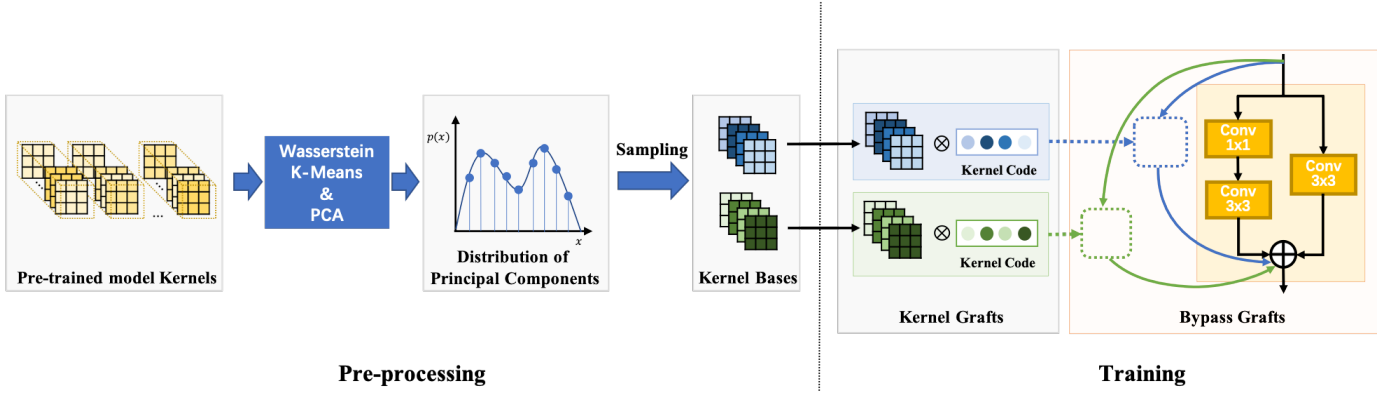 Pre-trained model Kernels
Wasserstein
K-Means
&
PCA
p(x)
x
Distribution of
Principal Components
Sampling
Kernel Bases
⊗
Kernel Code
⊗
Kernel Code
Kernel Grafts
Conv
1x1
Conv
3x3
Conv
3x3
Bypass Grafts
Pre-processing
Training